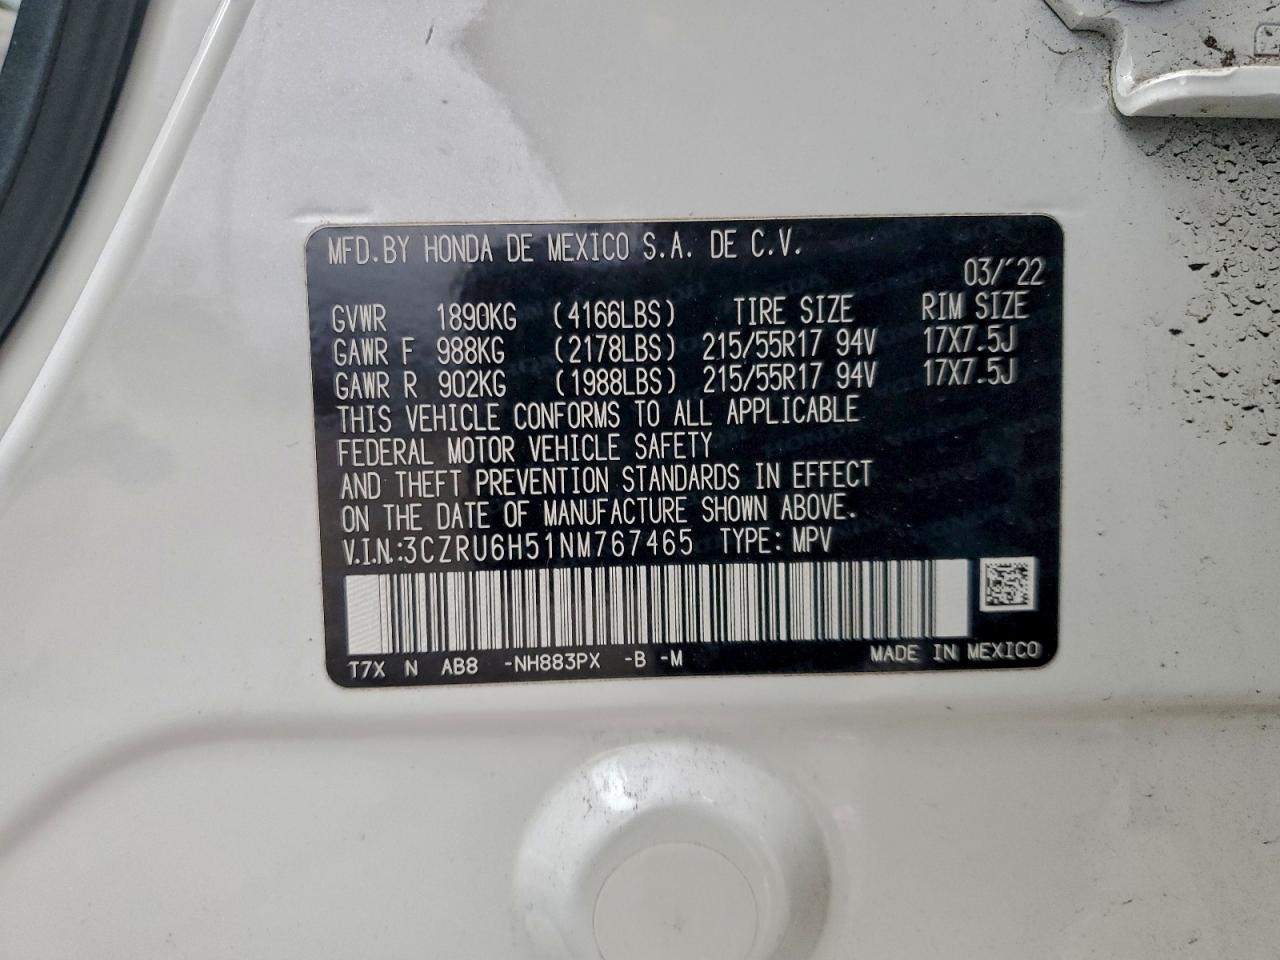 MFD.BY HONDA DE MEXICO S.A. DE C.V.
03/'22
GVWR 1890KG (4166LBS) TIRE SIZE RIM SIZE
GAWR F 988KG (2178LBS) 215/55R17 94V 17X7.5J
GAWR R 902KG (1988LBS) 215/55R17 94V 17X7.5J
THIS VEHICLE CONFORMS TO ALL APPLICABLE
FEDERAL MOTOR VEHICLE SAFETY
AND THEFT PREVENTION STANDARDS IN EFFECT
ON THE DATE OF MANUFACTURE SHOWN ABOVE.
V.I.N.:3CZRU6H51NM767465 TYPE: MPV
T7X N AB8 -NH883PX -B -M MADE IN MEXICO